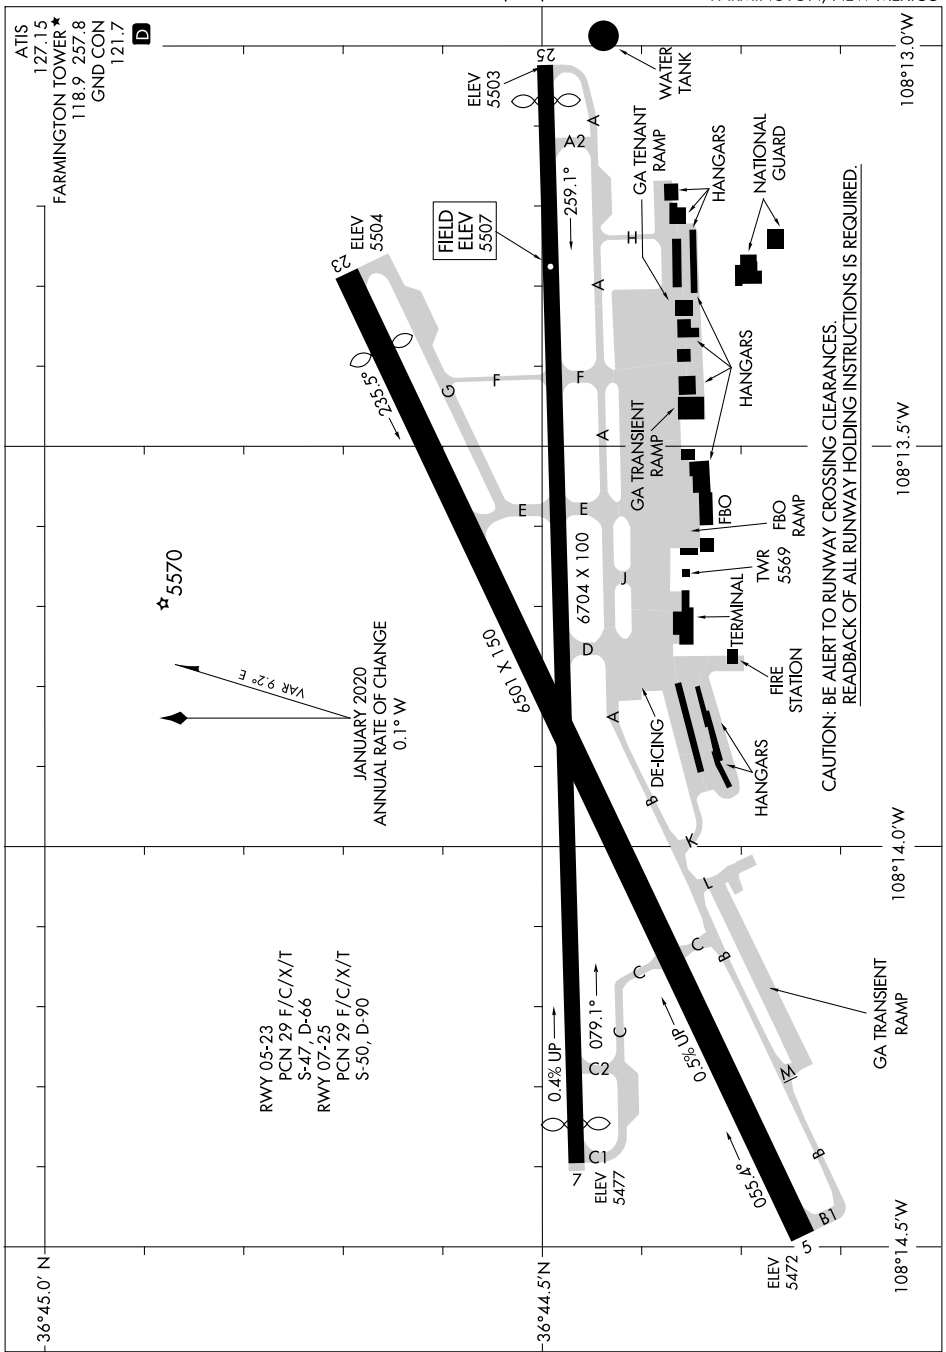 FARMINGTON, NEW MEXICO
ATIS
127.15
FARMINGTON TOWER★
118.9 257.8
GND CON
121.7
D
36°45.0' N
36°44.5'N
108°14.5'W
108°14.0'W
108°13.5'W
108°13.0'W
RWY 05-23
PCN 29 F/C/X/T
S-47, D-66
RWY 07-25
PCN 29 F/C/X/T
S-50, D-90
VAR 9.2° E
JANUARY 2020
ANNUAL RATE OF CHANGE
0.1° W
5570
23
ELEV
5504
235.5°
FIELD
ELEV
5507
ELEV
5503
25
259.1°
WATER
TANK
6501 X 150
6704 X 100
0.4% UP
079.1°
7
ELEV
5477
0.5% UP
055.4°
5
ELEV
5472
G
F
F
E
E
D
J
H
A
A
A
A
A2
B
B
B
B1
C
C
C
C1
C2
K
L
M
DE-ICING
HANGARS
FIRE
STATION
TERMINAL
TWR
5569
FBO
RAMP
FBO
GA TRANSIENT
RAMP
HANGARS
GA TENANT
RAMP
HANGARS
NATIONAL
GUARD
GA TRANSIENT
RAMP
CAUTION: BE ALERT TO RUNWAY CROSSING CLEARANCES.
READBACK OF ALL RUNWAY HOLDING INSTRUCTIONS IS REQUIRED.